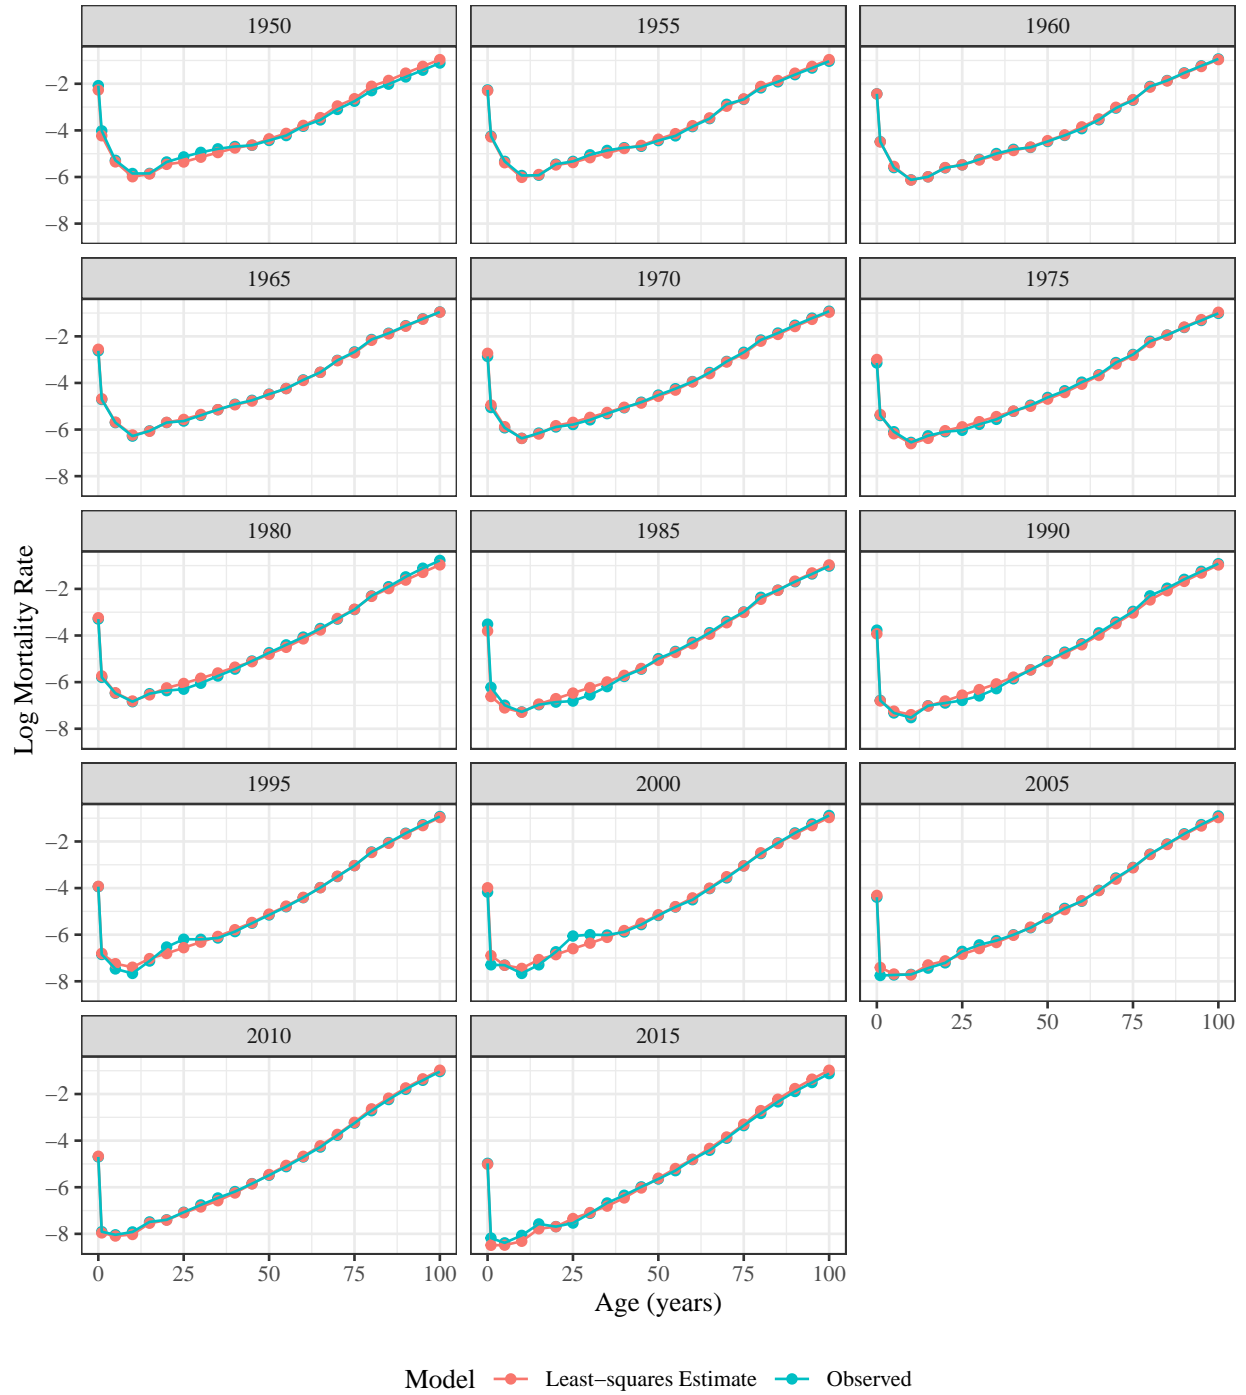 1950 1955 1960
−2
−4
−6
−8
1965 1970 1975
−2
−4
−6
−8
1980 1985 1990
−2
−4
−6
−8
1995 2000 2005
−2
−4
−6
−8
0 25 50 75 100
2010 2015
−2
−4
−6
−8
0 25 50 75 100 0 25 50 75 100
Log Mortality Rate
Age (years)
Model Least−squares Estimate Observed